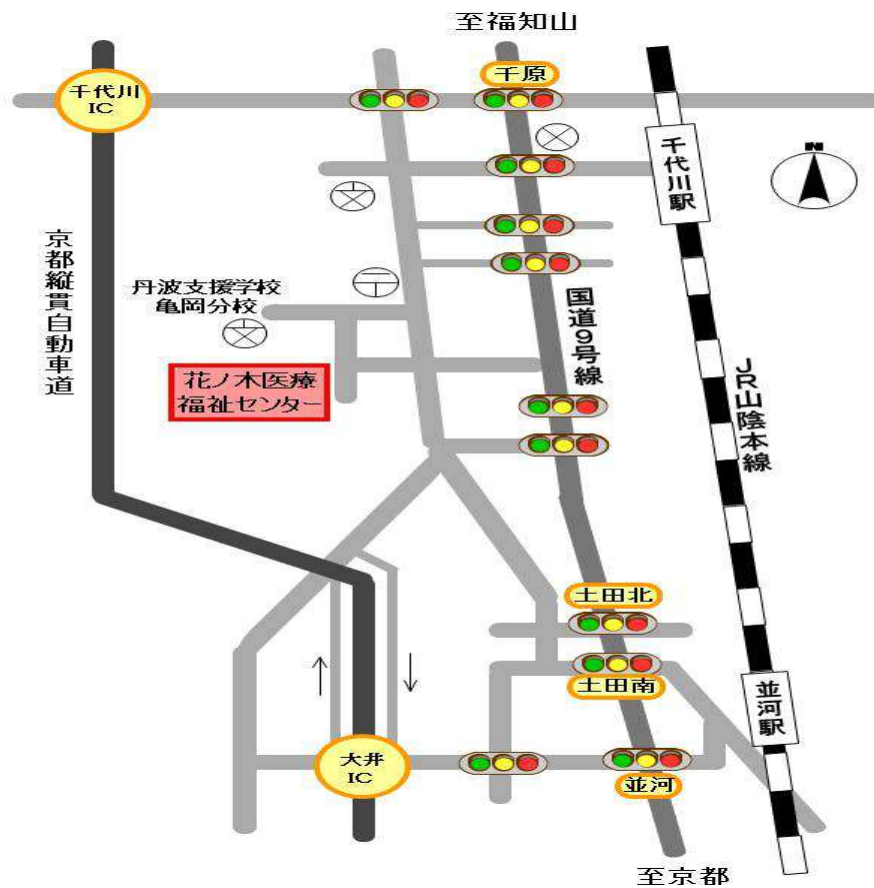 至福知山
千原
千代川
IC
千代川駅
N
京都縦貫自動車道
丹波支援学校
亀岡分校
国道9号線
花ノ木医療
福祉センター
JR山陰本線
土田北
土田南
並河駅
大井
IC
並河
至京都